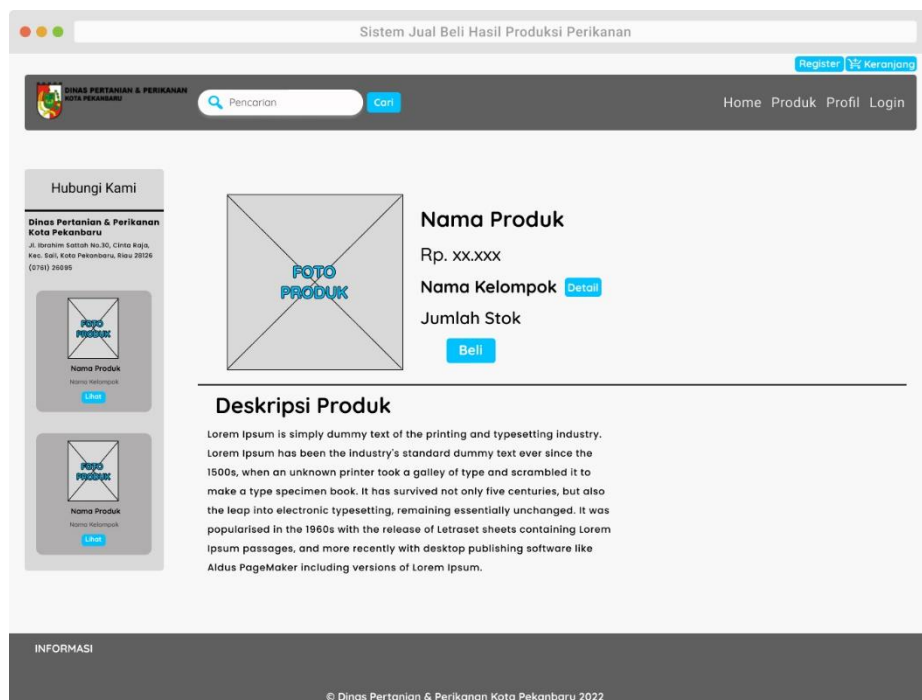 Sistem Jual Beli Hasil Produksi Perikanan
Register Keranjang
DINAS PERTANIAN & PERIKANAN
KOTA PEKANBARU
Pencarian Cari
Home Produk Profil Login
Hubungi Kami
Dinas Pertanian & Perikanan
Kota Pekanbaru
Jl. Ibrahim Sattah No.30, Cinta Raja,
Kec. Sail, Kota Pekanbaru, Riau 28126
(0761) 26095
FOTO
PRODUK
Nama Produk
Nama Kelompok
Lihat
FOTO
PRODUK
Nama Produk
Nama Kelompok
Lihat
FOTO
PRODUK
Nama Produk
Rp. xx.xxx
Nama Kelompok Detail
Jumlah Stok
Beli
Deskripsi Produk
Lorem Ipsum is simply dummy text of the printing and typesetting industry.
Lorem Ipsum has been the industry's standard dummy text ever since the
1500s, when an unknown printer took a galley of type and scrambled it to
make a type specimen book. It has survived not only five centuries, but also
the leap into electronic typesetting, remaining essentially unchanged. It was
popularised in the 1960s with the release of Letraset sheets containing Lorem
Ipsum passages, and more recently with desktop publishing software like
Aldus PageMaker including versions of Lorem Ipsum.
INFORMASI
© Dinas Pertanian & Perikanan Kota Pekanbaru 2022